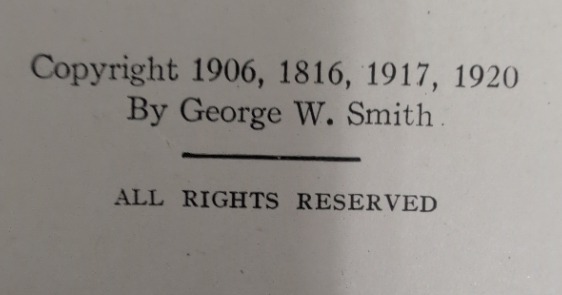 Copyright 1906, 1816, 1917, 1920
By George W. Smith.
ALL RIGHTS RESERVED